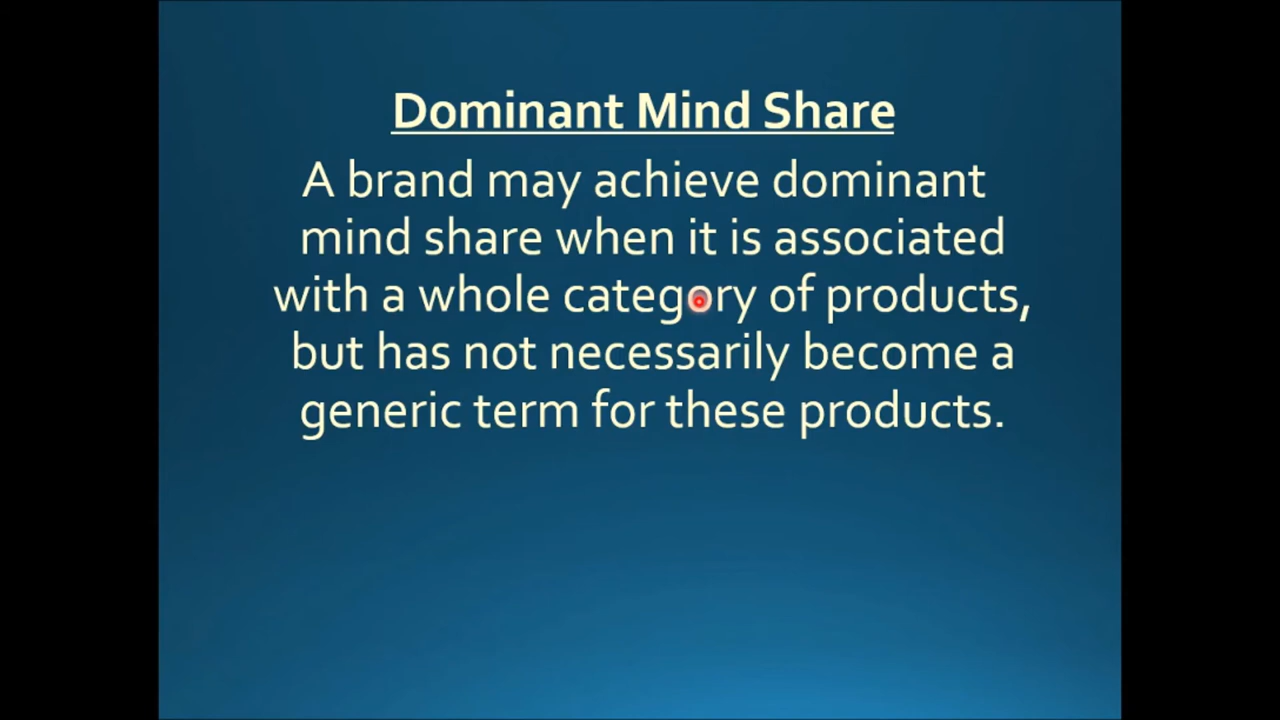 Dominant Mind Share
A brand may achieve dominant
mind share when it is associated
with a whole category of products,
but has not necessarily become a
generic term for these products.